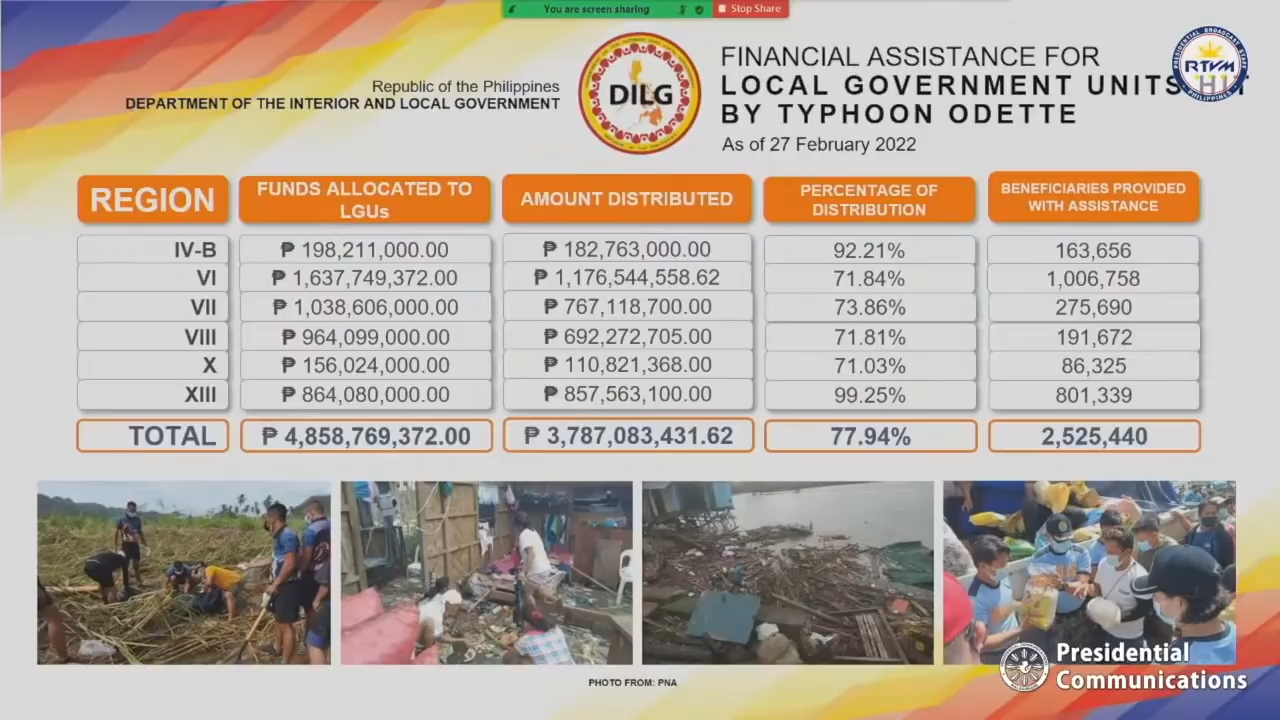 You are screen sharing
Stop Share
Republic of the Philippines
DEPARTMENT OF THE INTERIOR AND LOCAL GOVERNMENT
DILG
FINANCIAL ASSISTANCE FOR
LOCAL GOVERNMENT UNITS
BY TYPHOON ODETTE
As of 27 February 2022
PRESIDENTIAL BROADCAST STAFF
RTVM
PHILIPPINES
REGION
FUNDS ALLOCATED TO
LGUs
AMOUNT DISTRIBUTED
PERCENTAGE OF
DISTRIBUTION
BENEFICIARIES PROVIDED
WITH ASSISTANCE
IV-B ₱ 198,211,000.00 ₱ 182,763,000.00 92.21% 163,656
VI ₱ 1,637,749,372.00 ₱ 1,176,544,558.62 71.84% 1,006,758
VII ₱ 1,038,606,000.00 ₱ 767,118,700.00 73.86% 275,690
VIII ₱ 964,099,000.00 ₱ 692,272,705.00 71.81% 191,672
X ₱ 156,024,000.00 ₱ 110,821,368.00 71.03% 86,325
XIII ₱ 864,080,000.00 ₱ 857,563,100.00 99.25% 801,339
TOTAL ₱ 4,858,769,372.00 ₱ 3,787,083,431.62 77.94% 2,525,440
PHOTO FROM: PNA
Presidential
Communications